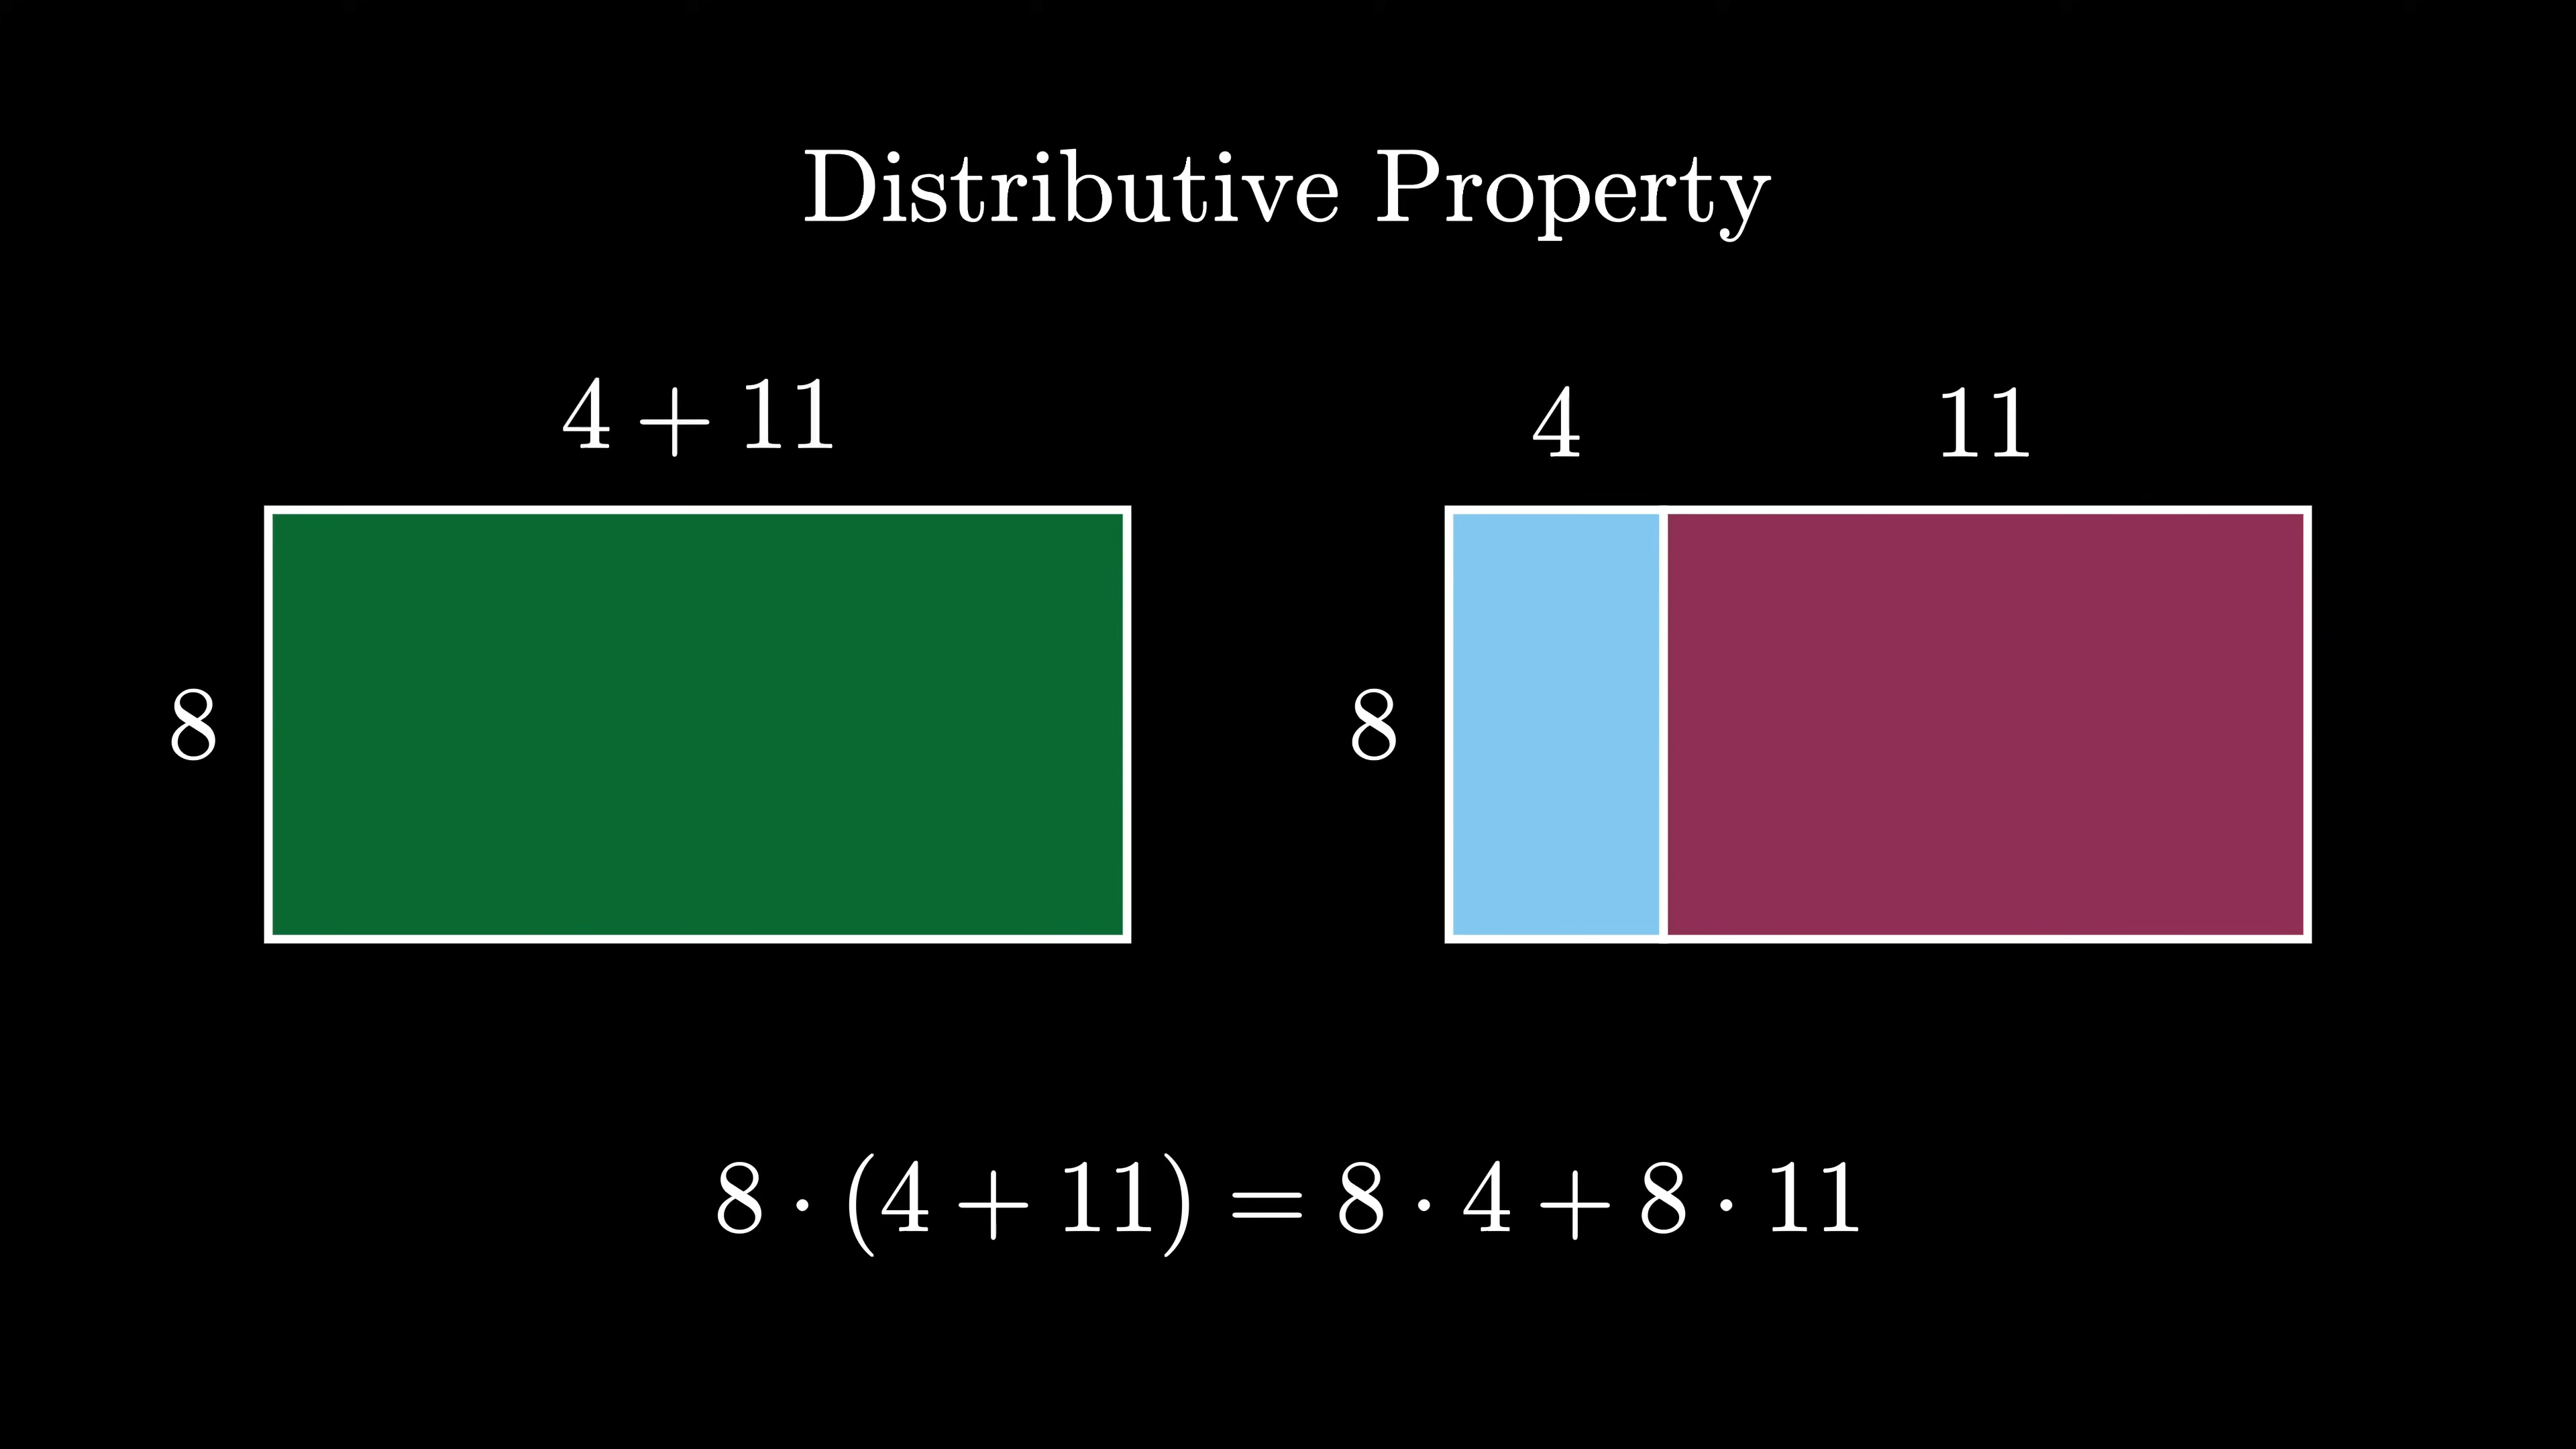 Distributive Property
4 + 11
4 11
8
8
8 · (4 + 11) = 8 · 4 + 8 · 11